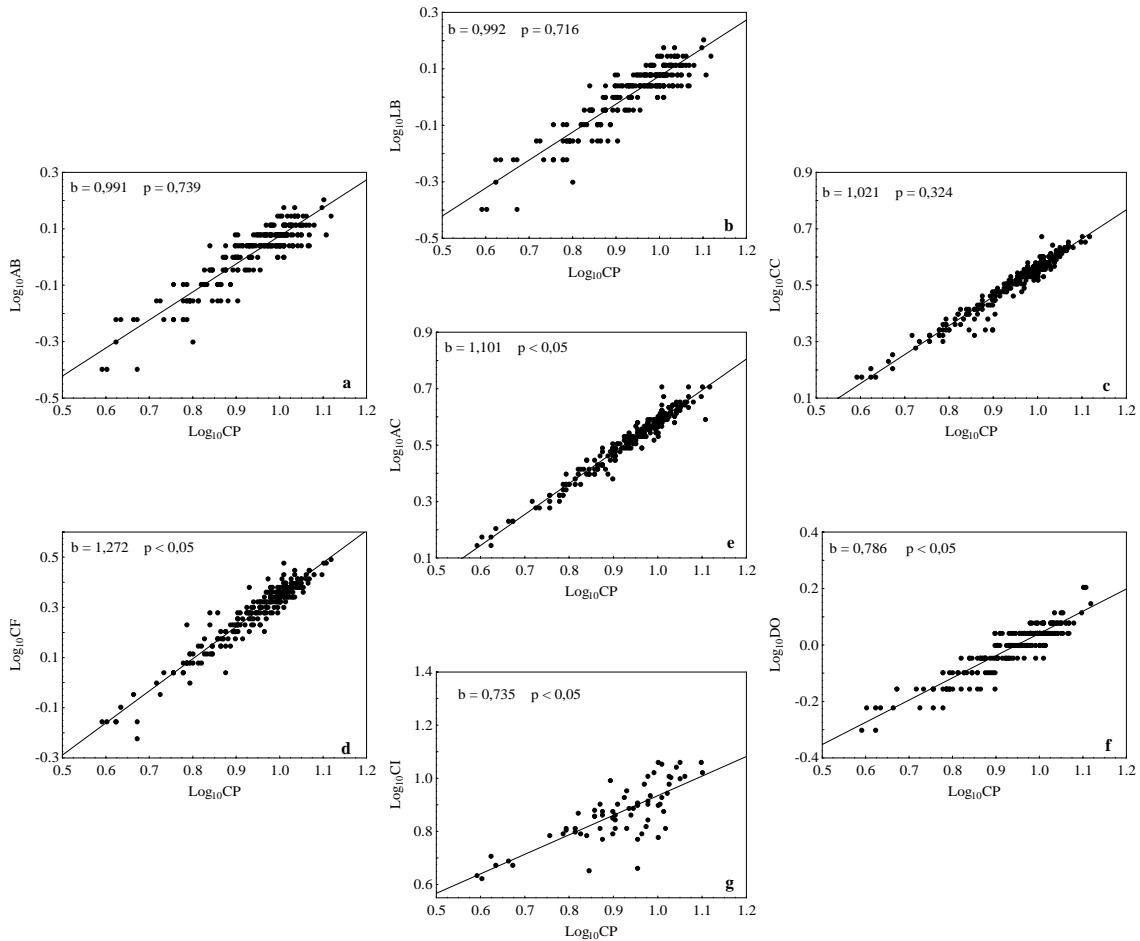 b = 0,991 p = 0,739
Log₁₀AB
0.3
0.1
-0.1
-0.3
-0.5
a
0.5 0.6 0.7 0.8 0.9 1.0 1.1 1.2
Log₁₀CP
b = 0,992 p = 0,716
Log₁₀LB
0.3
0.1
-0.1
-0.3
-0.5
b
0.5 0.6 0.7 0.8 0.9 1.0 1.1 1.2
Log₁₀CP
b = 1,021 p = 0,324
Log₁₀CC
0.9
0.7
0.5
0.3
0.1
c
0.5 0.6 0.7 0.8 0.9 1.0 1.1 1.2
Log₁₀CP
b = 1,272 p < 0,05
Log₁₀CF
0.5
0.3
0.1
-0.1
-0.3
d
0.5 0.6 0.7 0.8 0.9 1.0 1.1 1.2
Log₁₀CP
b = 1,101 p < 0,05
Log₁₀AC
0.9
0.7
0.5
0.3
0.1
e
0.5 0.6 0.7 0.8 0.9 1.0 1.1 1.2
Log₁₀CP
b = 0,786 p < 0,05
Log₁₀DO
0.4
0.2
0.0
-0.2
-0.4
f
0.5 0.6 0.7 0.8 0.9 1.0 1.1 1.2
Log₁₀CP
b = 0,735 p < 0,05
Log₁₀CI
1.4
1.2
1.0
0.8
0.6
g
0.5 0.6 0.7 0.8 0.9 1.0 1.1 1.2
Log₁₀CP